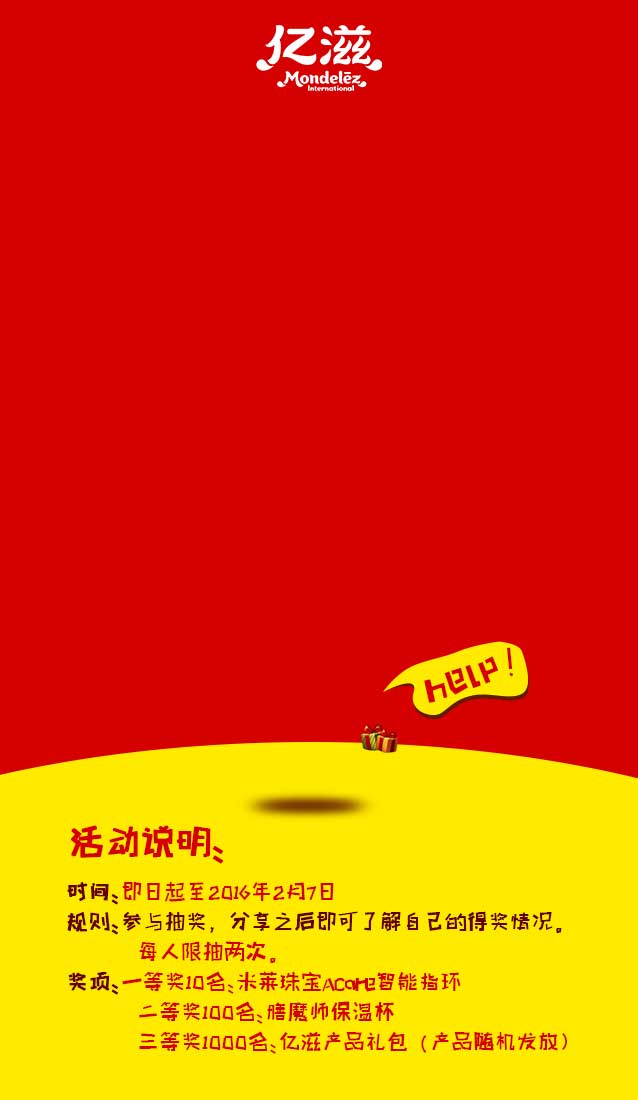 亿滋
Mondelēz
International
HELP!
活动说明:
时间:即日起至2016年2月7日
规则:参与抽奖，分享之后即可了解自己的得奖情况。
每人限抽两次。
奖项:一等奖10名:米莱珠宝ACare智能指环
二等奖100名:膳魔师保温杯
三等奖1000名:亿滋产品礼包（产品随机发放）